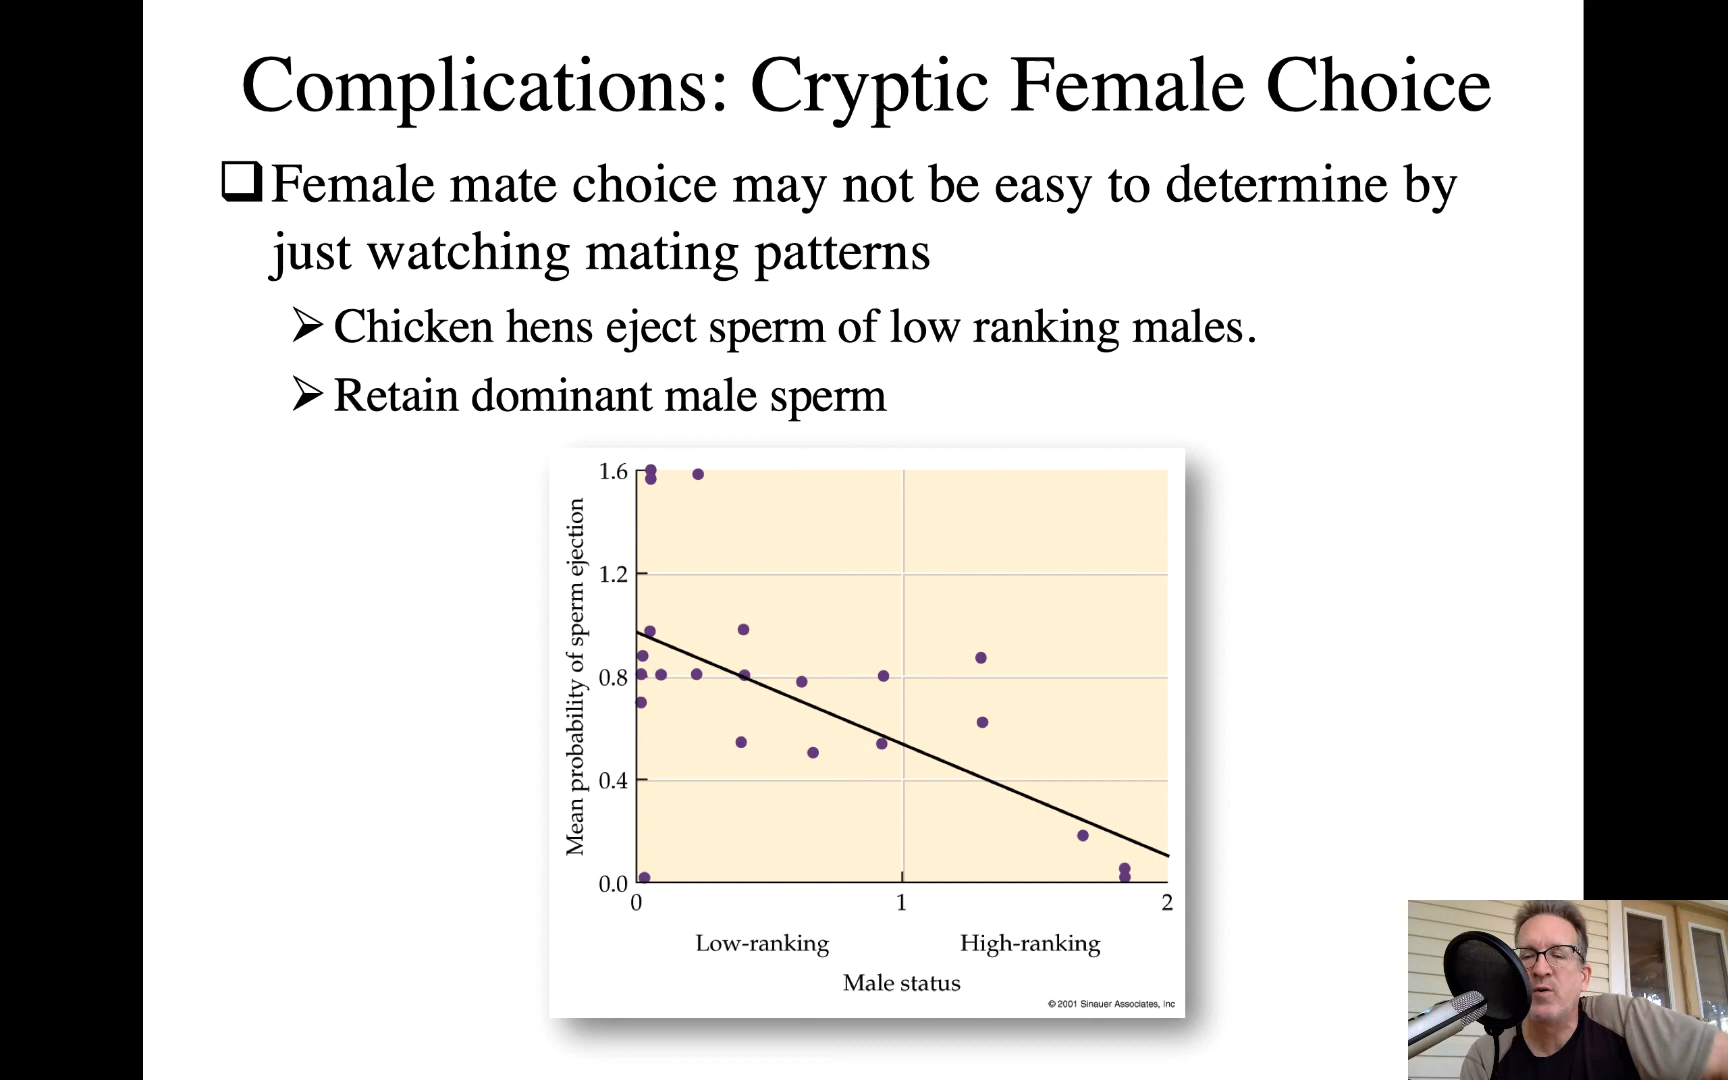 Complications: Cryptic Female Choice
Female mate choice may not be easy to determine by
just watching mating patterns
Chicken hens eject sperm of low ranking males.
Retain dominant male sperm
Mean probability of sperm ejection
1.6
1.2
0.8
0.4
0.0
0 1 2
Low-ranking High-ranking
Male status
© 2001 Sinauer Associates, Inc